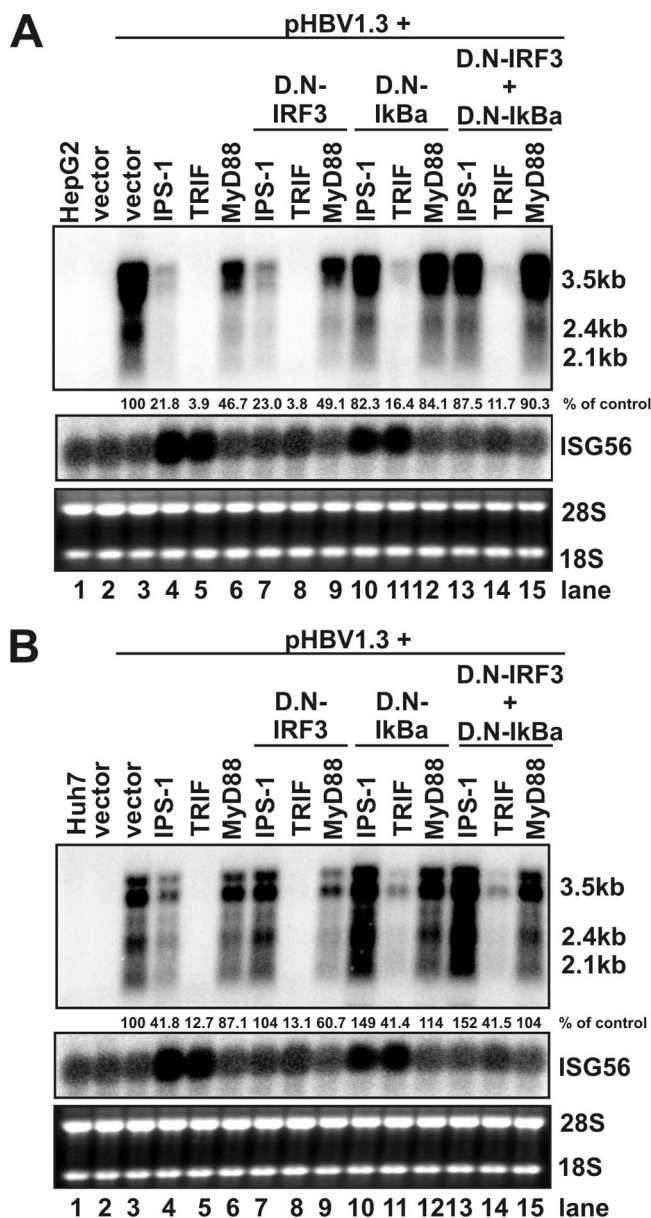 A
pHBV1.3 +
D.N-IRF3
+
D.N-IkBa
D.N-
IRF3
D.N-
IkBa
HepG2 vector vector IPS-1 TRIF MyD88 IPS-1 TRIF MyD88 IPS-1 TRIF MyD88 IPS-1 TRIF MyD88
3.5kb
2.4kb
2.1kb
100 21.8 3.9 46.7 23.0 3.8 49.1 82.3 16.4 84.1 87.5 11.7 90.3 % of control
ISG56
28S
18S
1 2 3 4 5 6 7 8 9 10 11 12 13 14 15 lane
B
pHBV1.3 +
D.N-IRF3
+
D.N-IkBa
D.N-
IRF3
D.N-
IkBa
Huh7 vector vector IPS-1 TRIF MyD88 IPS-1 TRIF MyD88 IPS-1 TRIF MyD88 IPS-1 TRIF MyD88
3.5kb
2.4kb
2.1kb
100 41.8 12.7 87.1 104 13.1 60.7 149 41.4 114 152 41.5 104 % of control
ISG56
28S
18S
1 2 3 4 5 6 7 8 9 10 11 12 13 14 15 lane